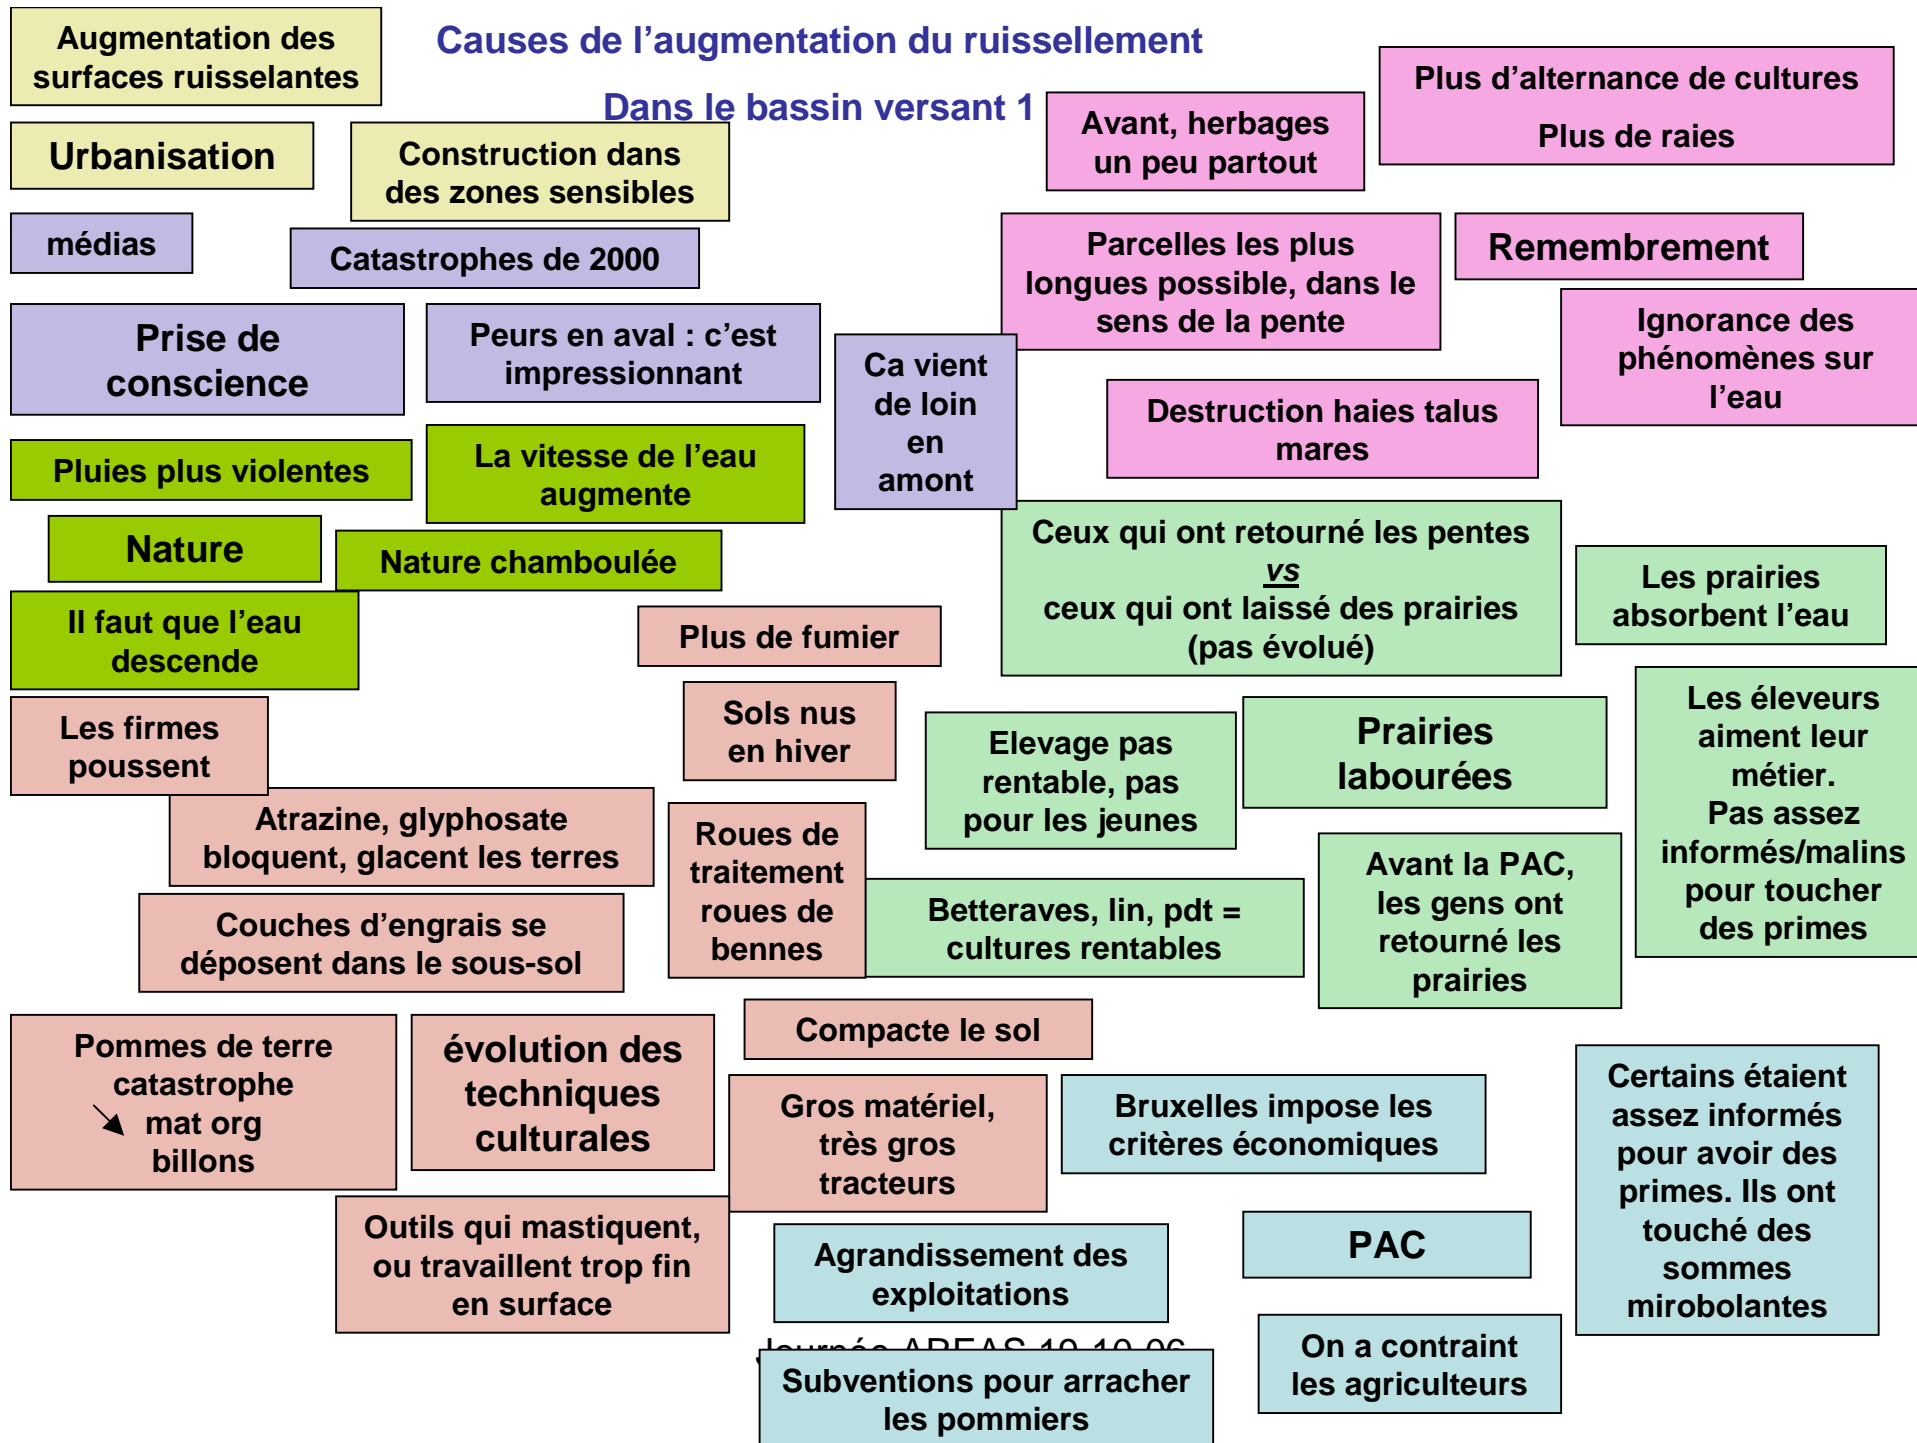 Causes de l’augmentation du ruissellement
Dans le bassin versant 1
Augmentation des
surfaces ruisselantes
Urbanisation
Construction dans
des zones sensibles
médias
Catastrophes de 2000
Prise de
conscience
Peurs en aval : c’est
impressionnant
Ca vient
de loin
en
amont
Avant, herbages
un peu partout
Plus d’alternance de cultures
Plus de raies
Parcelles les plus
longues possible, dans le
sens de la pente
Remembrement
Ignorance des
phénomènes sur
l’eau
Destruction haies talus
mares
Pluies plus violentes
La vitesse de l’eau
augmente
Nature
Nature chamboulée
Il faut que l’eau
descende
Ceux qui ont retourné les pentes
vs
ceux qui ont laissé des prairies
(pas évolué)
Les prairies
absorbent l’eau
Plus de fumier
Sols nus
en hiver
Les firmes
poussent
Atrazine, glyphosate
bloquent, glacent les terres
Roues de
traitement
roues de
bennes
Couches d’engrais se
déposent dans le sous-sol
Elevage pas
rentable, pas
pour les jeunes
Prairies
labourées
Les éleveurs
aiment leur
métier.
Pas assez
informés/malins
pour toucher
des primes
Betteraves, lin, pdt =
cultures rentables
Avant la PAC,
les gens ont
retourné les
prairies
Pommes de terre
catastrophe
↘ mat org
billons
évolution des
techniques
culturales
Compacte le sol
Gros matériel,
très gros
tracteurs
Outils qui mastiquent,
ou travaillent trop fin
en surface
Bruxelles impose les
critères économiques
Certains étaient
assez informés
pour avoir des
primes. Ils ont
touché des
sommes
mirobolantes
Agrandissement des
exploitations
PAC
Journée AREAS 19-10-06
Subventions pour arracher
les pommiers
On a contraint
les agriculteurs